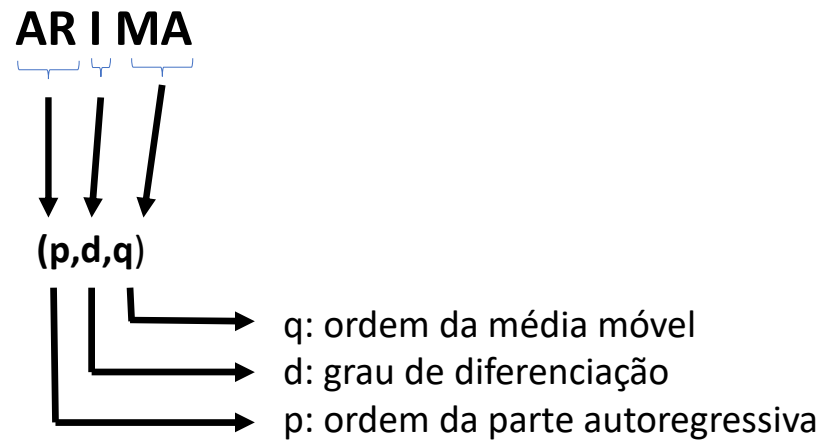 AR I MA
(p,d,q)
q: ordem da média móvel
d: grau de diferenciação
p: ordem da parte autoregressiva